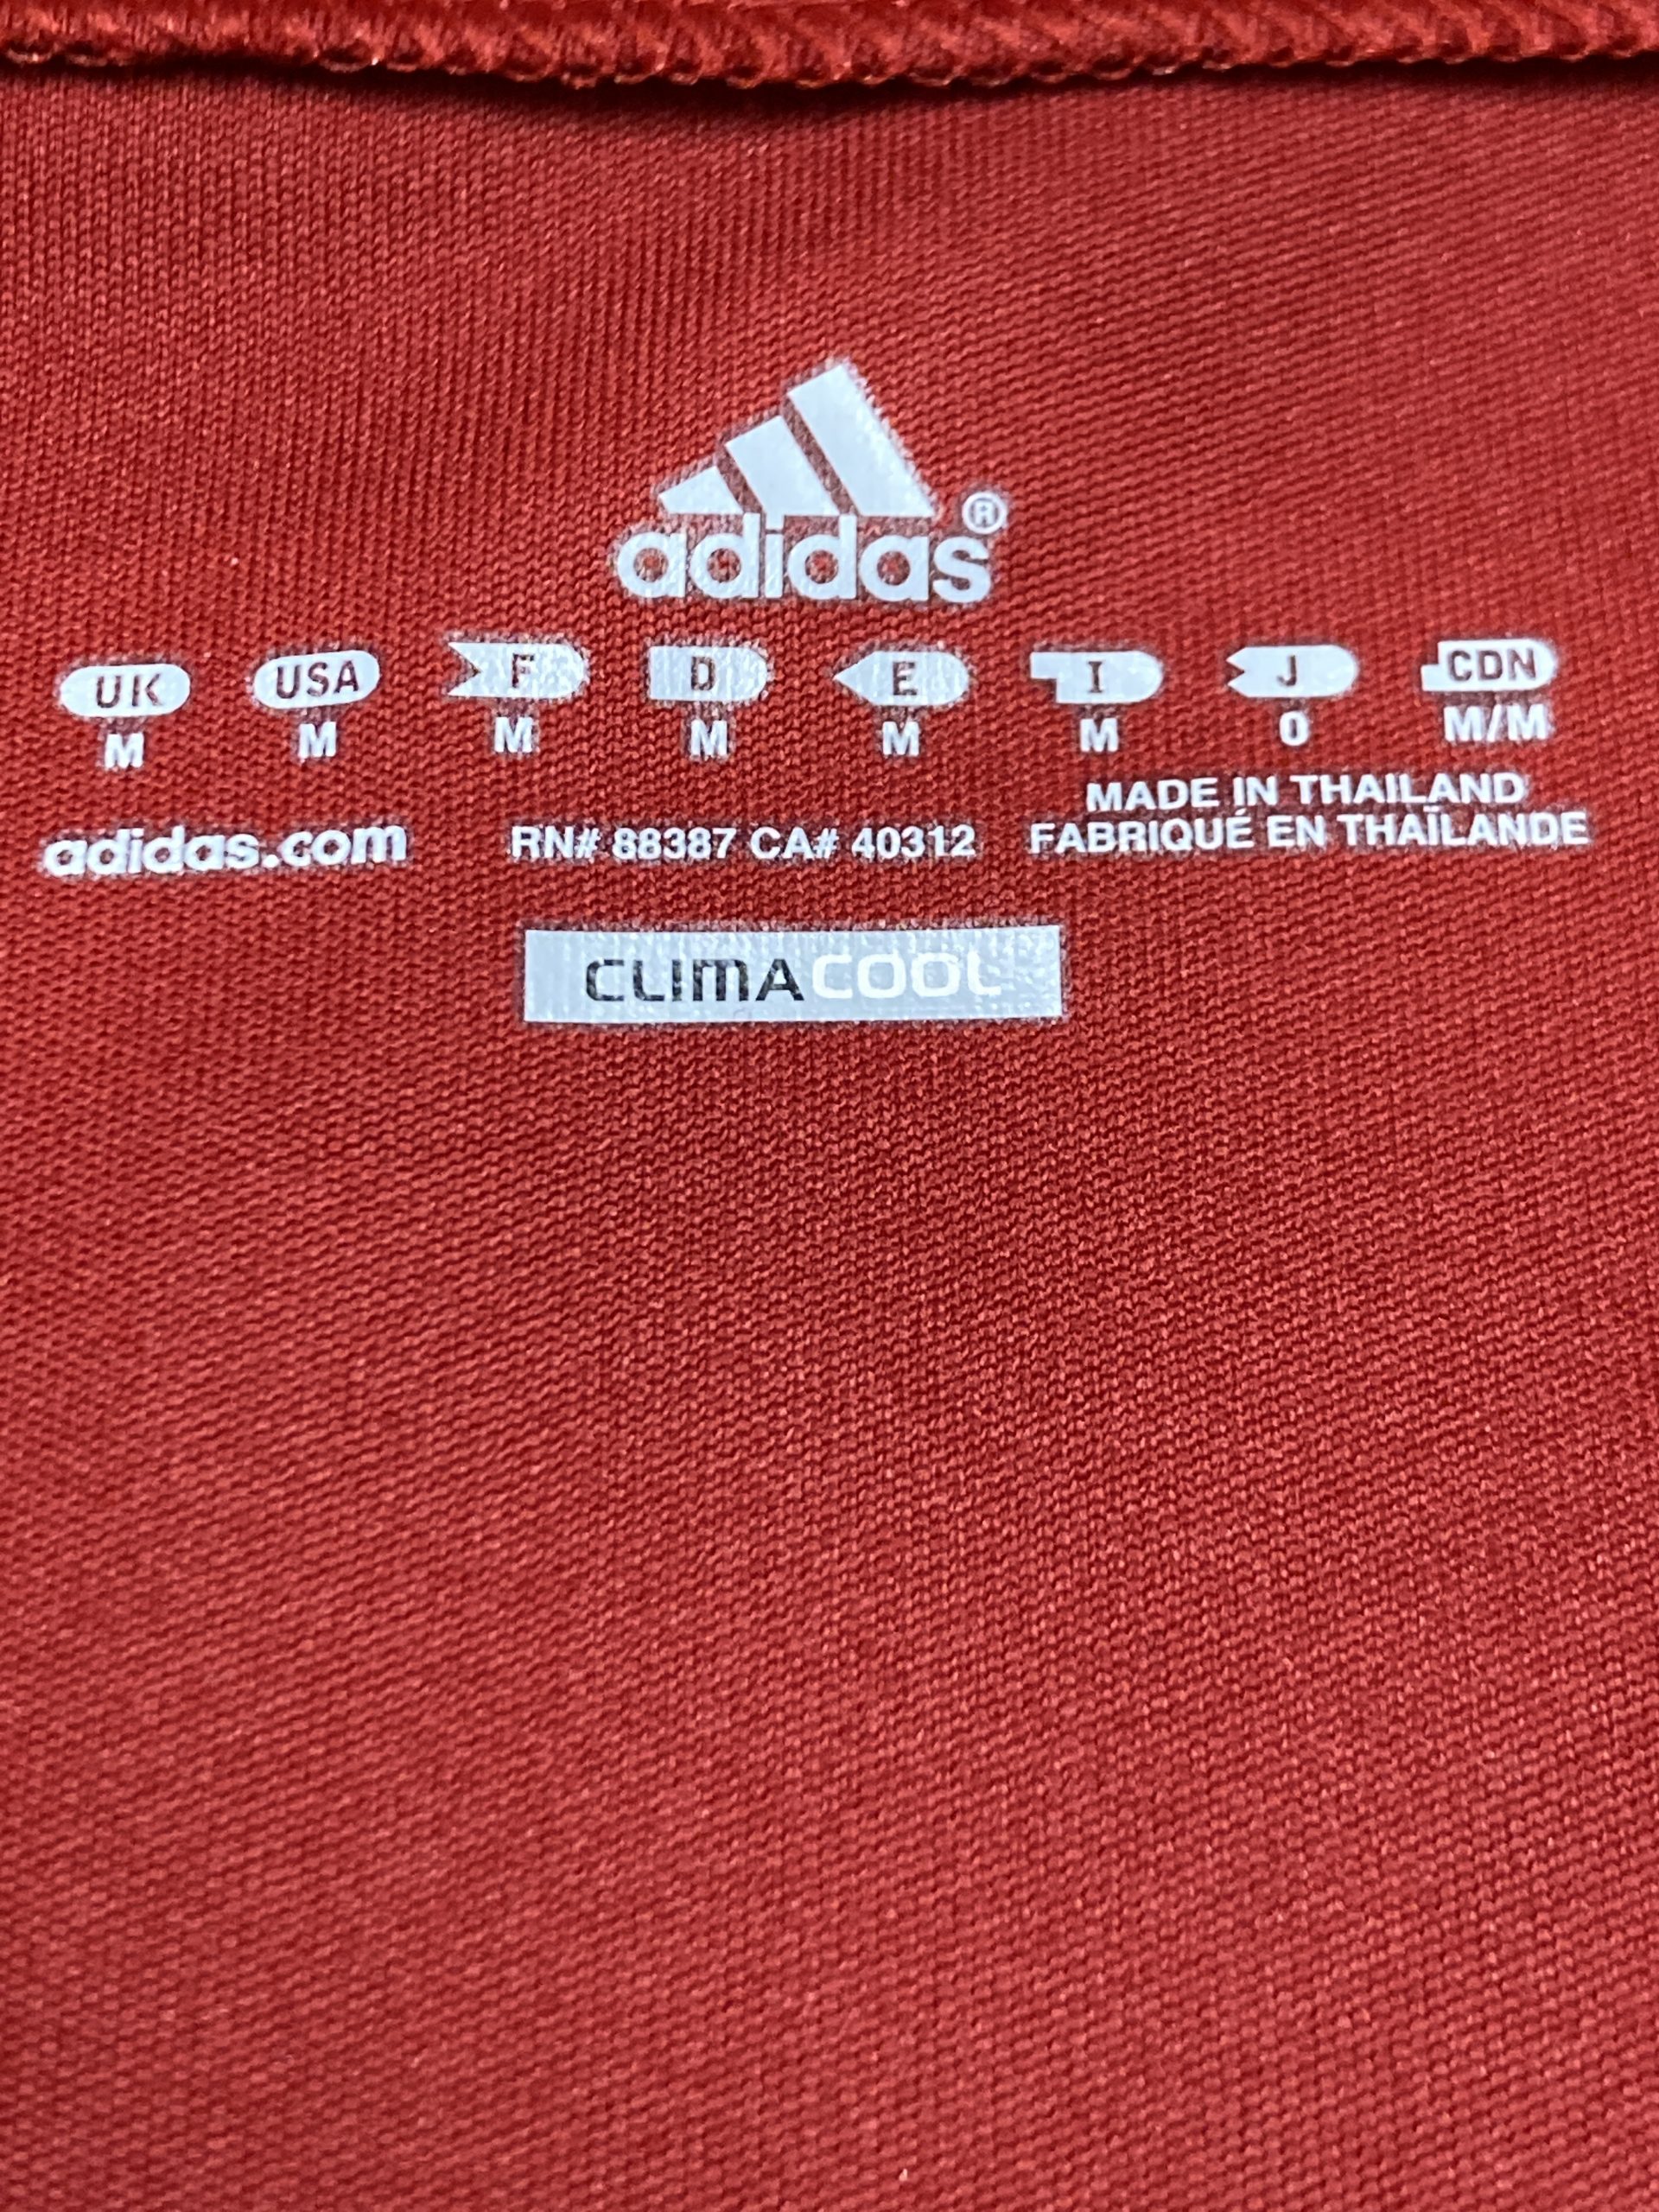 adidas®
UK USA F D E I J CDN
M M M M M M O M/M
adidas.com RN# 88387 CA# 40312 MADE IN THAILAND
FABRIQUÉ EN THAÏLANDE
CLIMACOOL